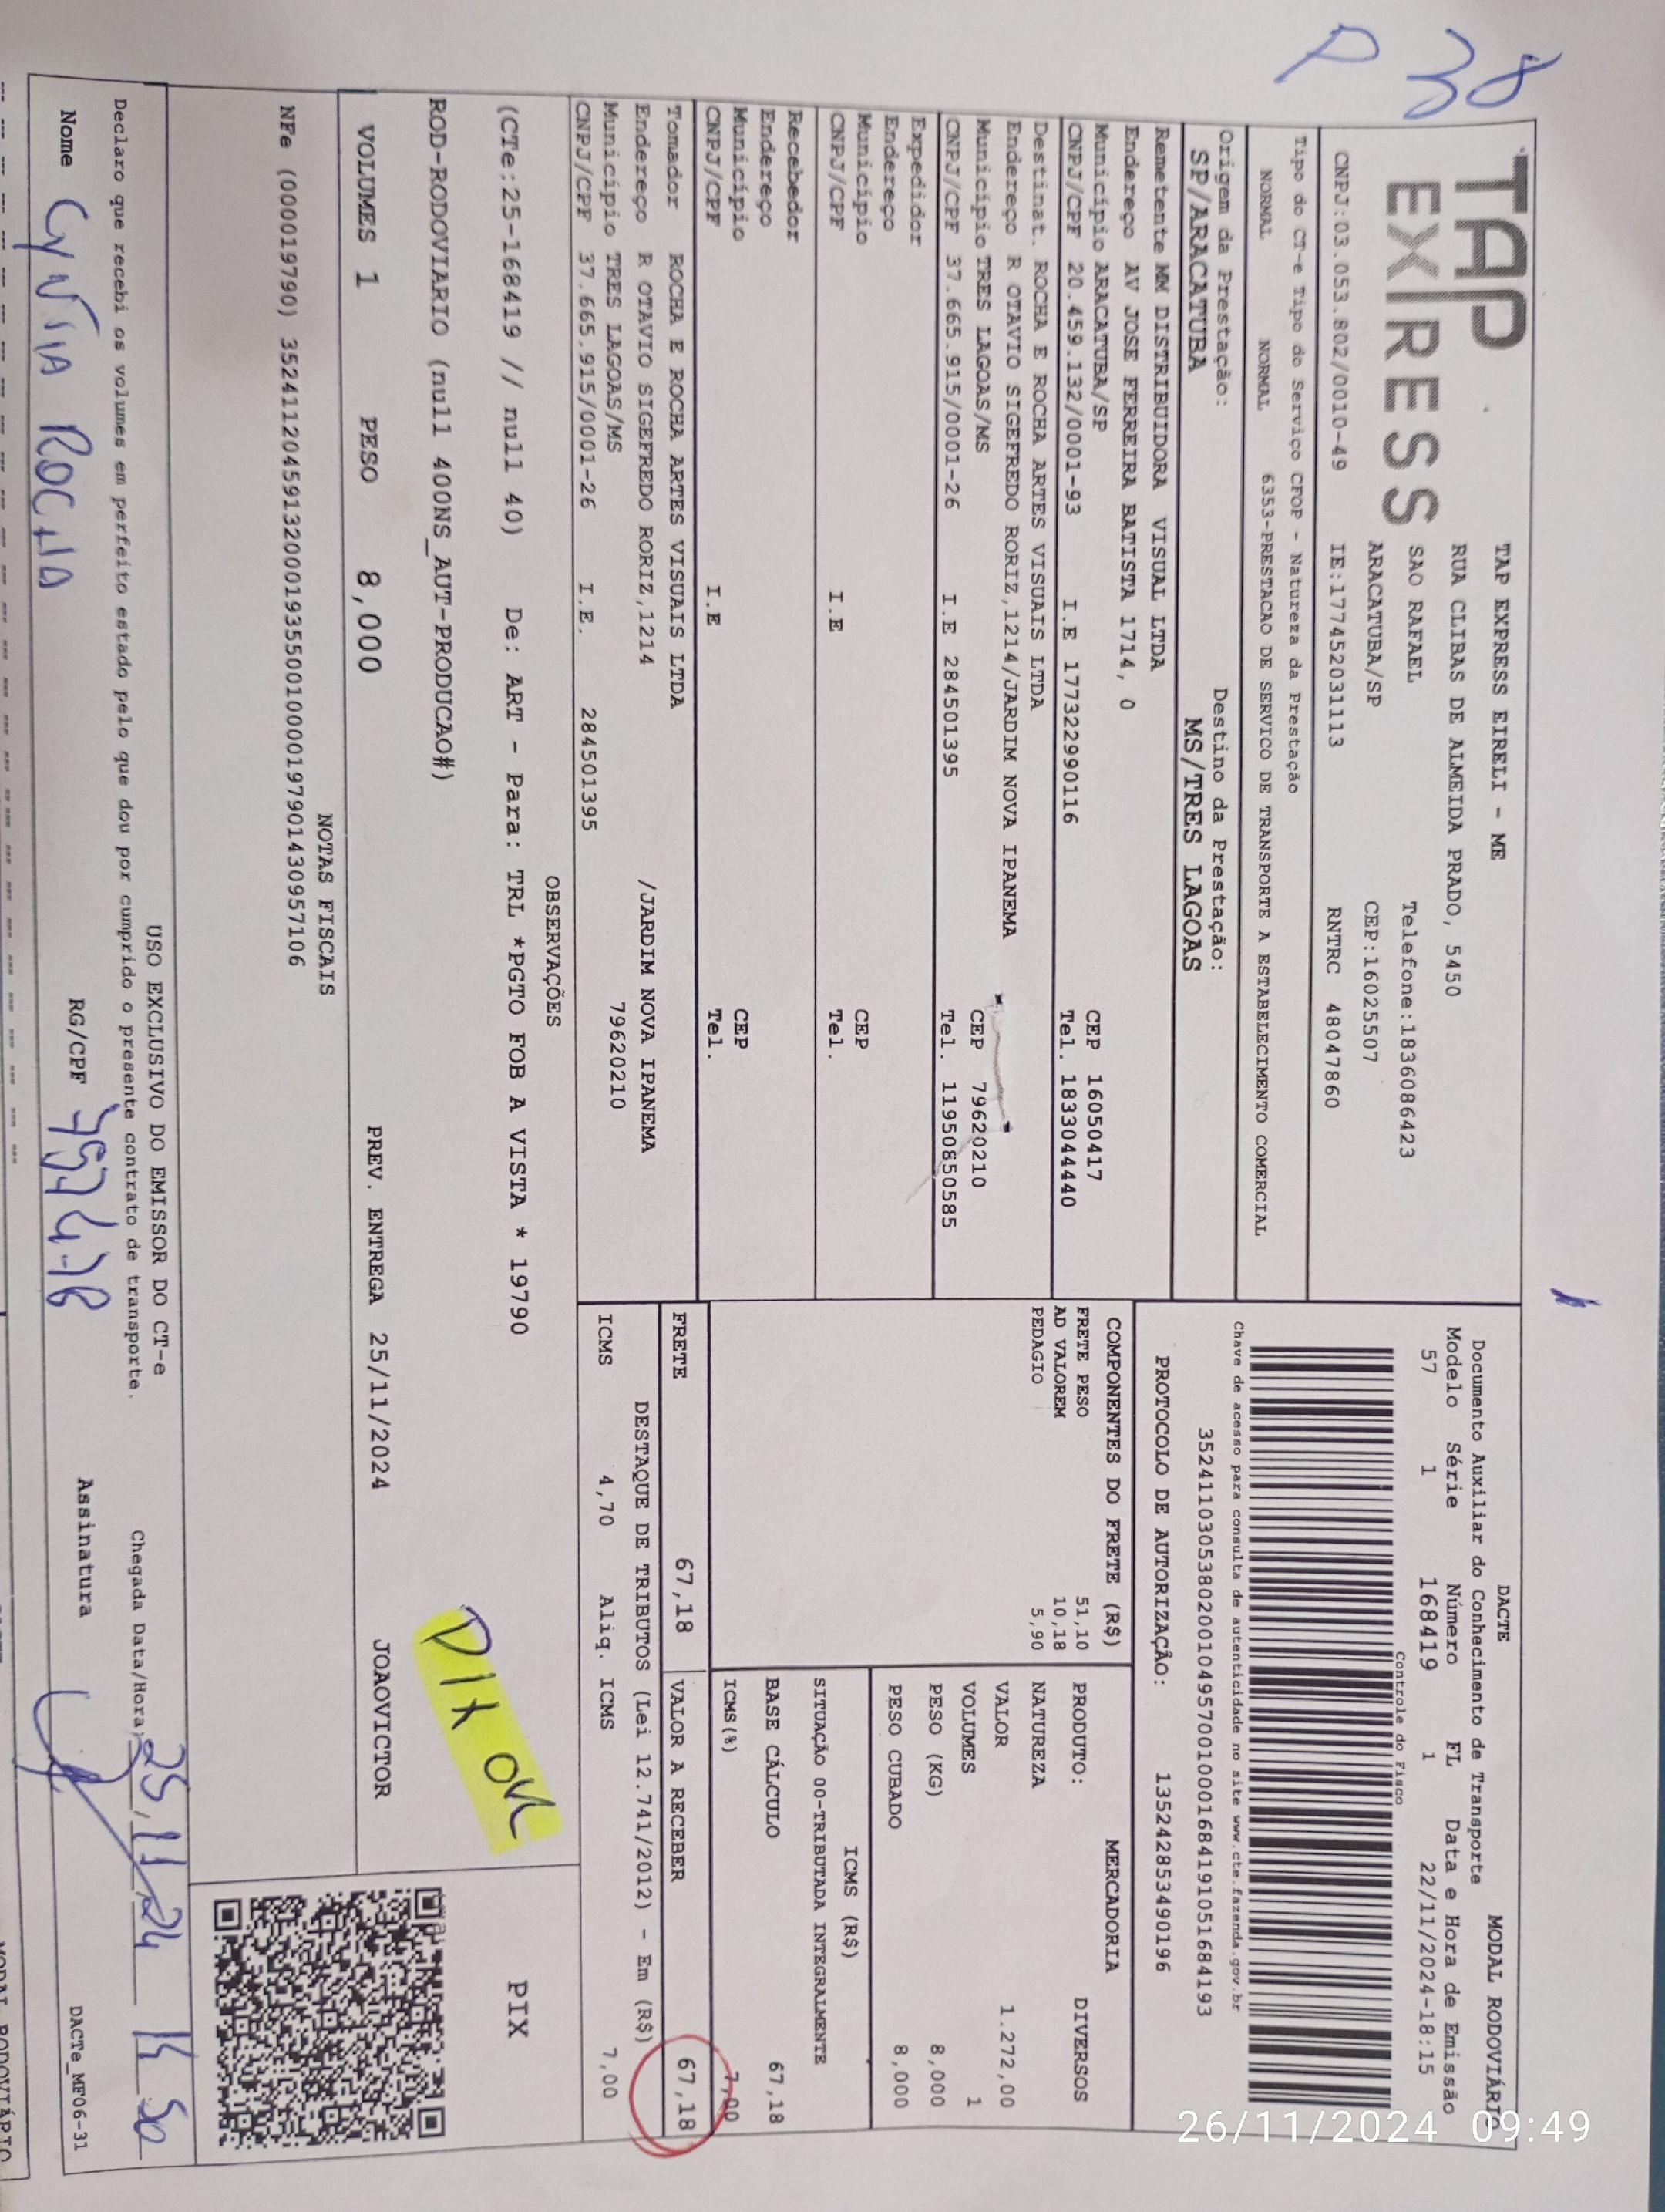 P 38
TAP EXPRESS
TAP EXPRESS EIRELI - ME
RUA CLIBAS DE ALMEIDA PRADO, 5450
SAO RAFAEL Telefone:1836086423
ARACATUBA/SP CEP:16025507
CNPJ:03.053.802/0010-49 IE:177452031113 RNTRC 48047860
Tipo do CT-e Tipo do Serviço CFOP - Natureza da Prestação
NORMAL NORMAL 6353-PRESTACAO DE SERVICO DE TRANSPORTE A ESTABELECIMENTO COMERCIAL
Origem da Prestação: Destino da Prestação:
SP/ARACATUBA MS/TRES LAGOAS
DACTE MODAL RODOVIÁRIO
Documento Auxiliar do Conhecimento de Transporte
Modelo Série Número FL Data e Hora de Emissão
57 1 168419 1 22/11/2024-18:15
Controle do Fisco
Chave de acesso para consulta de autenticidade no site www.cte.fazenda.gov.br
35241103053802001049570010001684191051684193
PROTOCOLO DE AUTORIZAÇÃO: 135242853490196
Remetente MM DISTRIBUIDORA VISUAL LTDA
Endereço AV JOSE FERREIRA BATISTA 1714, 0
Município ARACATUBA/SP CEP 16050417
CNPJ/CPF 20.459.132/0001-93 I.E 177322990116 Tel. 1833044440
Destinat. ROCHA E ROCHA ARTES VISUAIS LTDA
Endereço R OTAVIO SIGEFREDO RORIZ,1214/JARDIM NOVA IPANEMA
Município TRES LAGOAS/MS CEP 79620210
CNPJ/CPF 37.665.915/0001-26 I.E 284501395 Tel. 11950850585
Expedidor
Endereço
Município CEP
CNPJ/CPF I.E Tel.
Recebedor
Endereço
Município CEP
CNPJ/CPF I.E Tel.
Tomador ROCHA E ROCHA ARTES VISUAIS LTDA
Endereço R OTAVIO SIGEFREDO RORIZ,1214 /JARDIM NOVA IPANEMA
Município TRES LAGOAS/MS 79620210
CNPJ/CPF 37.665.915/0001-26 I.E. 284501395
COMPONENTES DO FRETE (R$)
FRETE PESO 51,10
AD VALOREM 10,18
PEDAGIO 5,90
MERCADORIA
PRODUTO: DIVERSOS
NATUREZA
VALOR 1.272,00
VOLUMES 1
PESO (KG) 8,000
PESO CUBADO 8,000
ICMS (R$)
SITUAÇÃO 00-TRIBUTADA INTEGRALMENTE
BASE CÁLCULO 67,18
ICMS(%) 7,00
FRETE 67,18 VALOR A RECEBER 67,18
DESTAQUE DE TRIBUTOS (Lei 12.741/2012) - Em (R$)
ICMS 4,70 Aliq. ICMS 7,00
OBSERVAÇÕES
(CTe:25-168419 // null 40) De: ART - Para: TRL *PGTO FOB A VISTA * 19790
ROD-RODOVIARIO (null 400NS_AUT-PRODUCAO#)
PIX OK
PIX
VOLUMES 1 PESO 8,000 PREV. ENTREGA 25/11/2024 JOAOVICTOR
NOTAS FISCAIS
NFe (000019790) 35241120459132000193550010000197901430957106
USO EXCLUSIVO DO EMISSOR DO CT-e
Declaro que recebi os volumes em perfeito estado pelo que dou por cumprido o presente contrato de transporte. Chegada Data/Hora: 25/11/24
Nome CyNTIA ROCHA RG/CPF Assinatura
DACTe_MF06-31
MODAL RODOVIÁRIO
26/11/2024 09:49